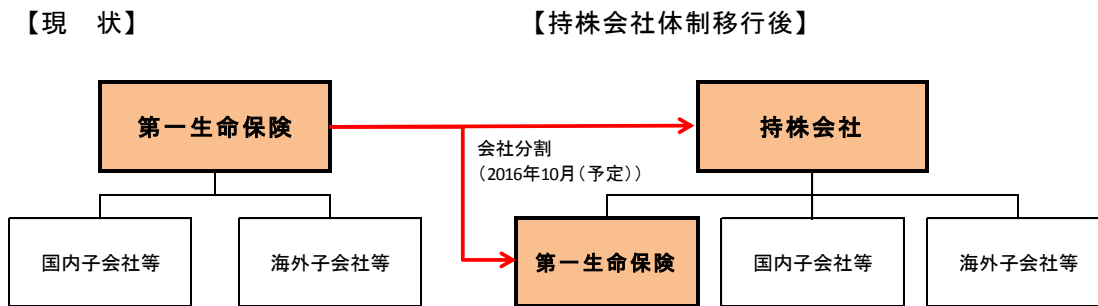 【現　状】
【持株会社体制移行後】
第一生命保険
持株会社
会社分割
（2016年10月（予定））
国内子会社等
海外子会社等
第一生命保険
国内子会社等
海外子会社等